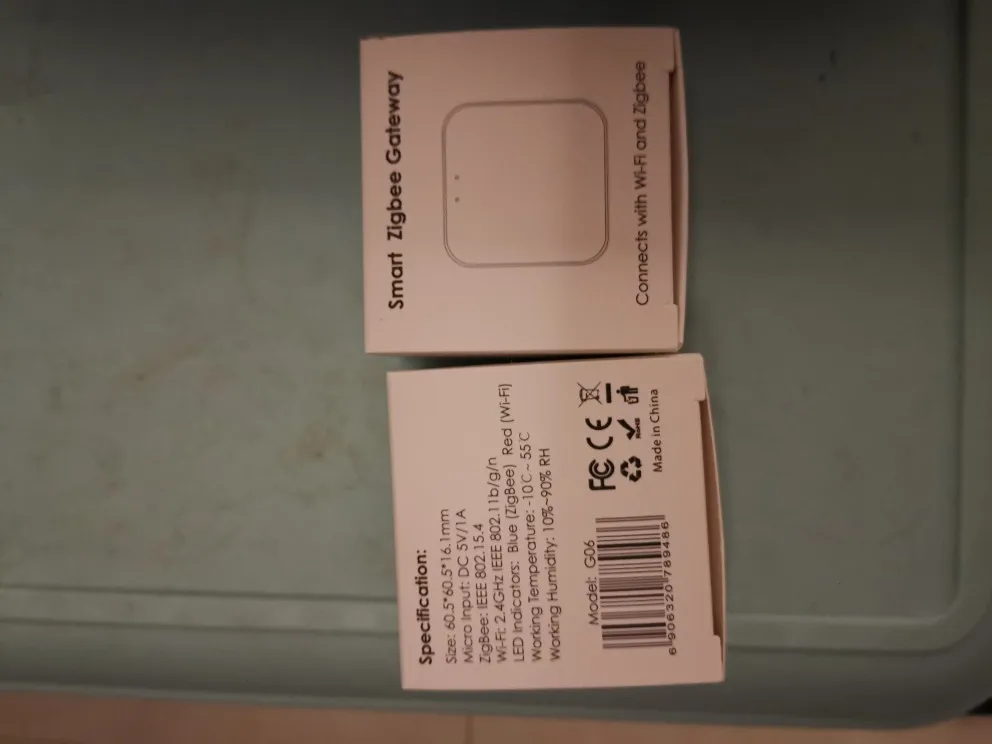 Smart Zigbee Gateway
Connects with Wi-Fi and Zigbee
Specification:
Size: 60.5*60.5*16.1mm
Micro Input: DC 5V/1A
ZigBee: IEEE 802.15.4
Wi-Fi: 2.4GHz IEEE 802.11b/g/n
LED Indicators: Blue (ZigBee) Red (Wi-Fi)
Working Temperature: -10℃~ 55℃
Working Humidity: 10%~90% RH
Model: G06
6 906320 789486
FC CE
RoHS
Made in China